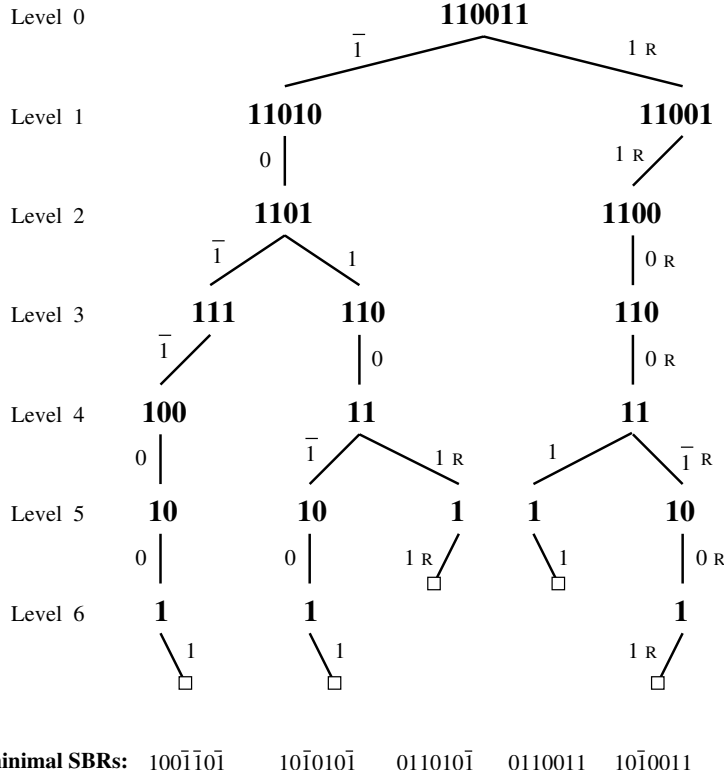 Level 0 110011
1̄ 1 R
Level 1 11010 11001
0 1 R
Level 2 1101 1100
1̄ 1 0 R
Level 3 111 110 110
1̄ 0 0 R
Level 4 100 11 11
0 1̄ 1 R 1 1̄ R
Level 5 10 10 1 1 10
0 0 1 R 1 0 R
Level 6 1 1 1
1 1 1 R
SBRs: 1001̄1̄101̄ 101̄0101̄ 0110101̄ 0110011 101̄0011